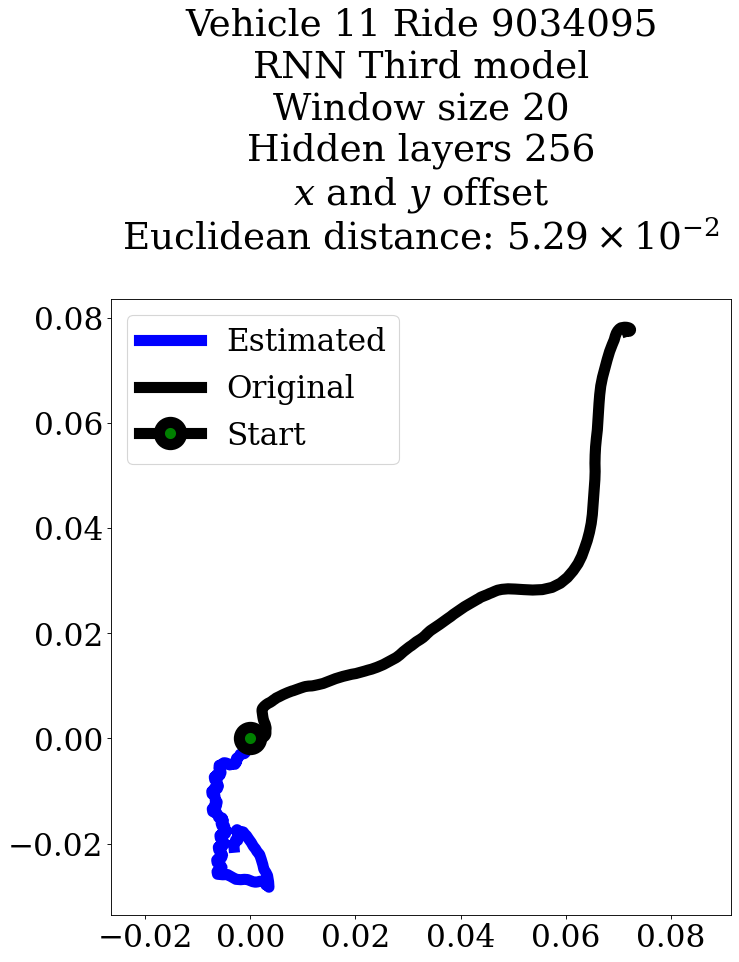 Vehicle 11 Ride 9034095
RNN Third model
Window size 20
Hidden layers 256
x and y offset
Euclidean distance: 5.29 × 10⁻²
Estimated
Original
Start
0.08
0.06
0.04
0.02
0.00
−0.02
−0.02 0.00 0.02 0.04 0.06 0.08